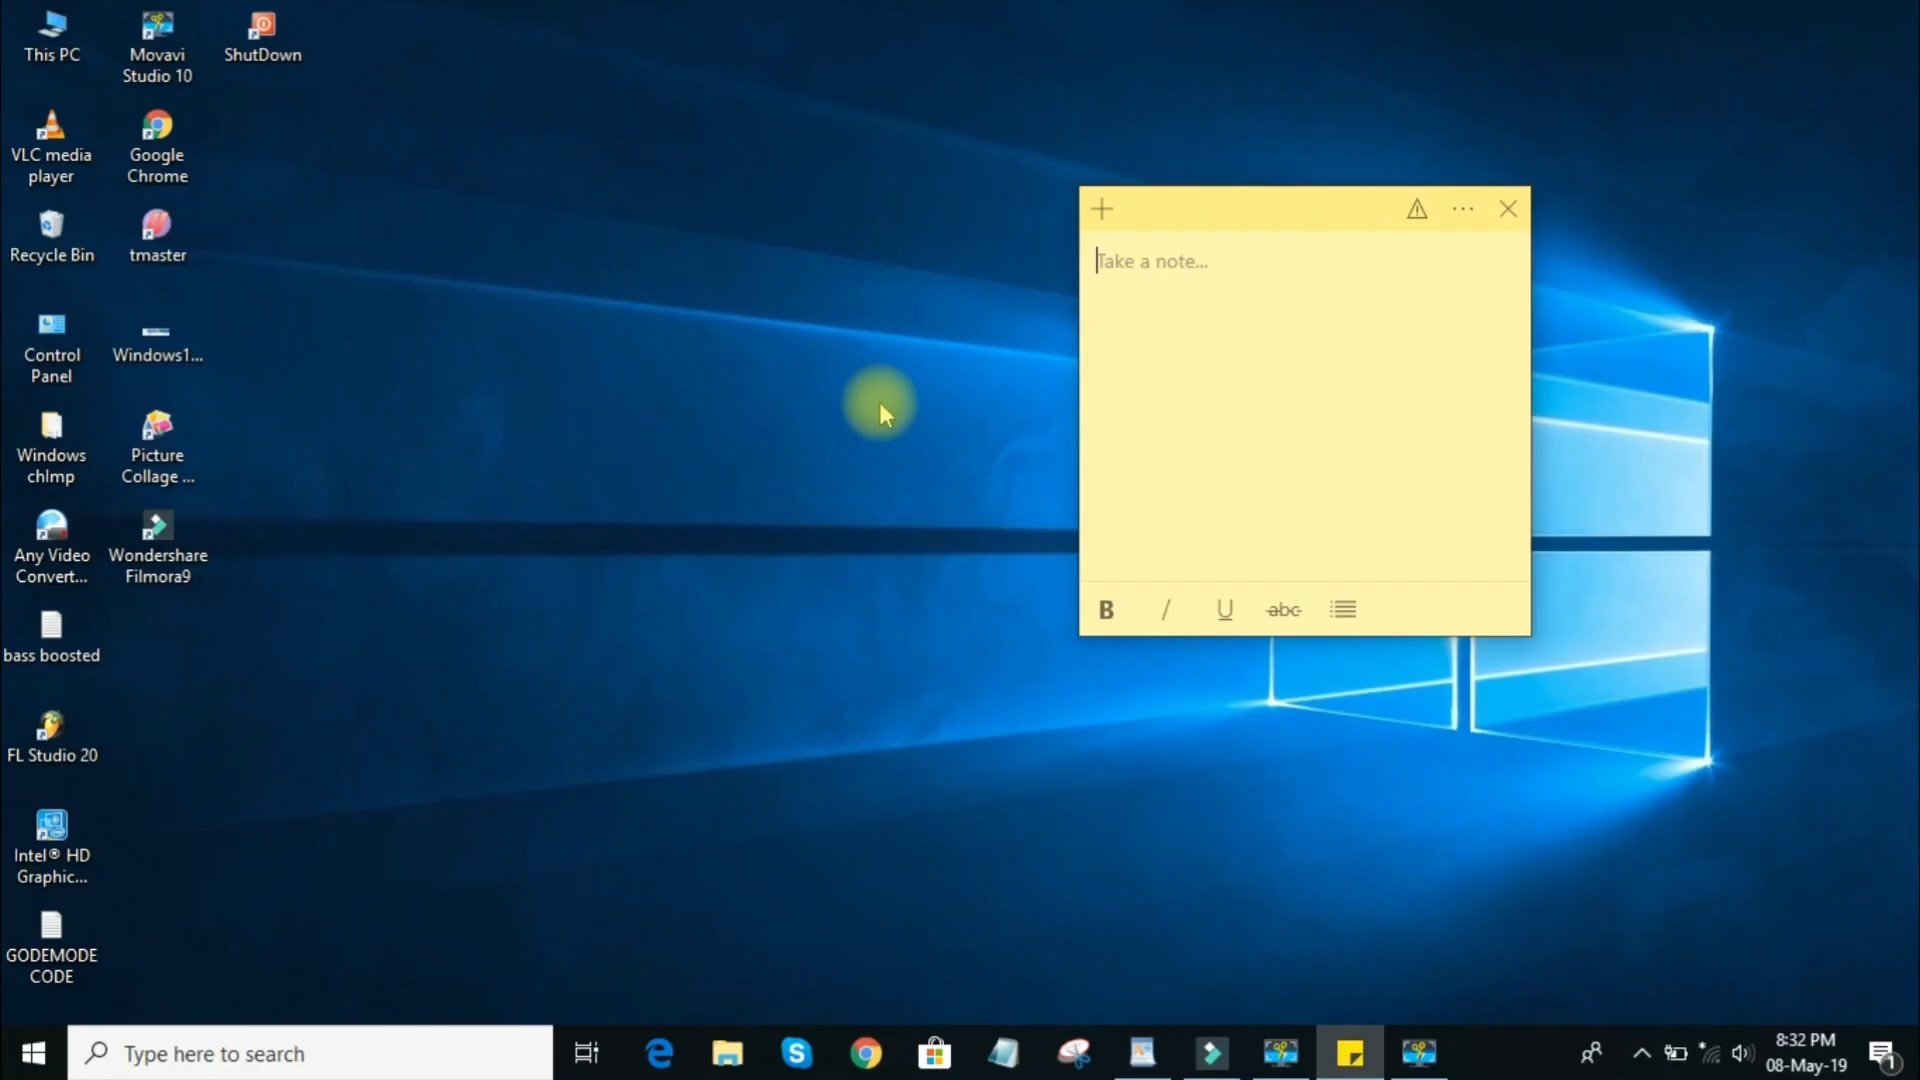 This PC
Movavi
Studio 10
ShutDown
VLC media
player
Google
Chrome
Recycle Bin
tmaster
Control
Panel
Windows1...
Windows
chlmp
Picture
Collage ...
Any Video
Convert...
Wondershare
Filmora9
bass boosted
FL Studio 20
Intel® HD
Graphic...
GODEMODE
CODE
Take a note...
B / U abc
Type here to search
8:32 PM
08-May-19
1